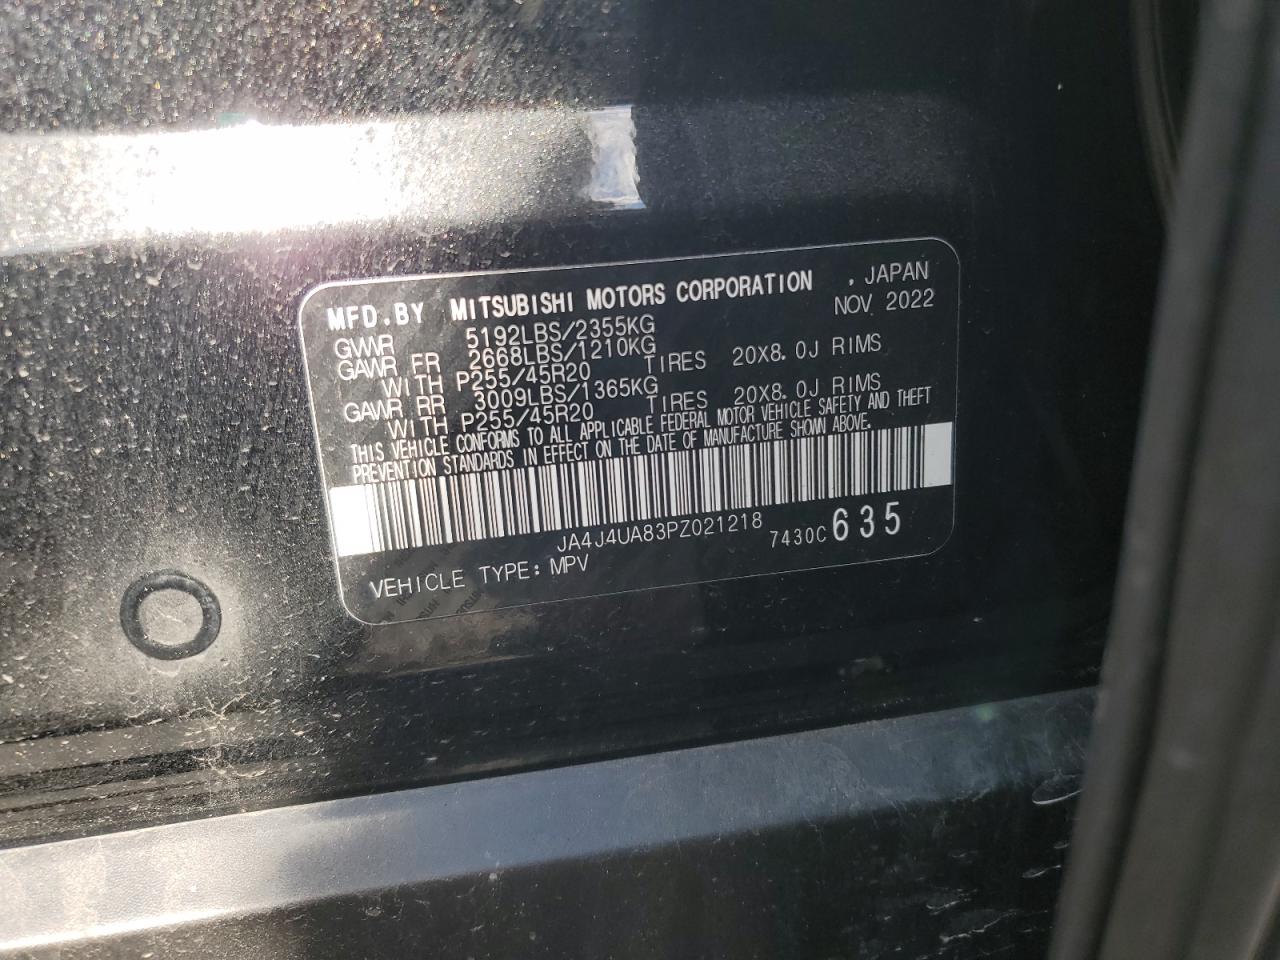 MFD.BY MITSUBISHI MOTORS CORPORATION , JAPAN
GVWR 5192LBS/2355KG NOV 2022
GAWR FR 2668LBS/1210KG
WITH P255/45R20 TIRES 20X8.0J RIMS
GAWR RR 3009LBS/1365KG
WITH P255/45R20 TIRES 20X8.0J RIMS
THIS VEHICLE CONFORMS TO ALL APPLICABLE FEDERAL MOTOR VEHICLE SAFETY AND THEFT
PREVENTION STANDARDS IN EFFECT ON THE DATE OF MANUFACTURE SHOWN ABOVE.
JA4J4UA83PZ021218 7430C 635
VEHICLE TYPE: MPV